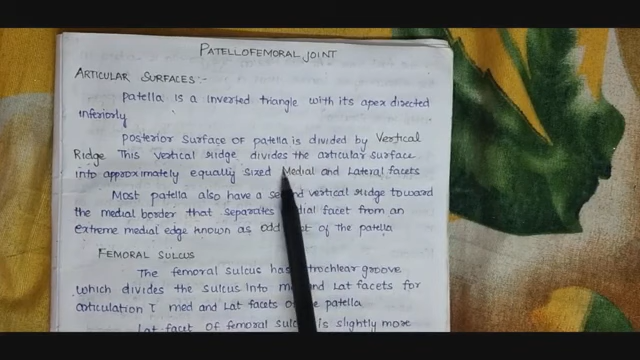 PATELLOFEMORAL JOINT
ARTICULAR SURFACES:-
Patella is a inverted triangle with its apex directed
inferiorly
Posterior surface of patella is divided by vertical
Ridge This vertical ridge divides the articular surface
into approximately equally sized Medial and Lateral facets
Most patella also have a second vertical ridge toward
the medial border that separates medial facet from an
extreme medial edge known as odd facet of The patella
FEMORAL SULCUS
The femoral sulcus has trochlear groove
which divides the sulcus into med and Lat facets for
articulation med and Lat facets of the patella
Lat facet of femoral sulcus is slightly more